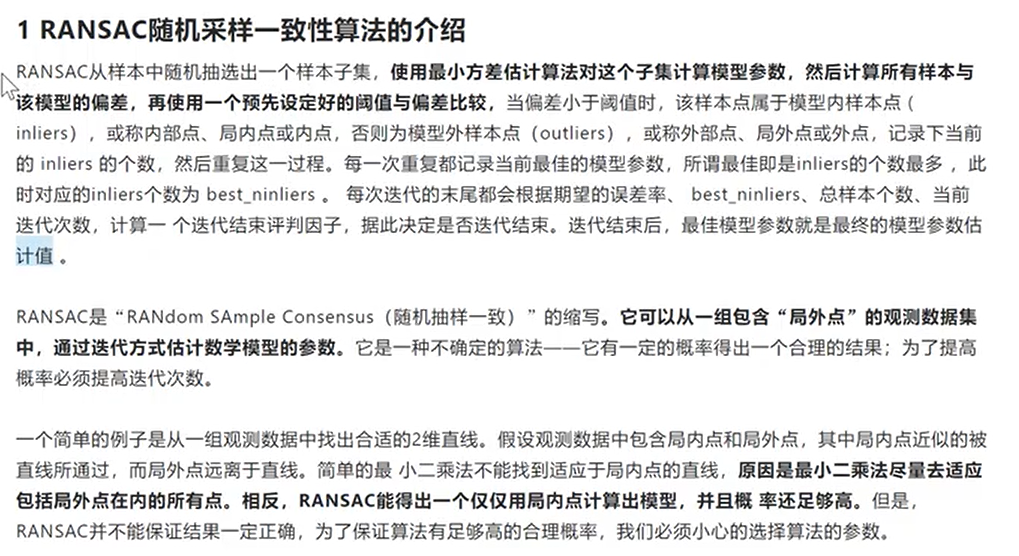 1 RANSAC随机采样一致性算法的介绍
RANSAC从样本中随机抽选出一个样本子集，使用最小方差估计算法对这个子集计算模型参数，然后计算所有样本与
该模型的偏差，再使用一个预先设定好的阈值与偏差比较，当偏差小于阈值时，该样本点属于模型内样本点（
inliers），或称内部点、局内点或内点，否则为模型外样本点（outliers），或称外部点、局外点或外点，记录下当前
的 inliers 的个数，然后重复这一过程。每一次重复都记录当前最佳的模型参数，所谓最佳即是inliers的个数最多 ，此
时对应的inliers个数为 best_ninliers 。 每次迭代的末尾都会根据期望的误差率、 best_ninliers、总样本个数、当前
迭代次数，计算一 个迭代结束评判因子，据此决定是否迭代结束。迭代结束后，最佳模型参数就是最终的模型参数估
计值 。
RANSAC是“RANdom SAmple Consensus（随机抽样一致）”的缩写。它可以从一组包含“局外点”的观测数据集
中，通过迭代方式估计数学模型的参数。它是一种不确定的算法——它有一定的概率得出一个合理的结果；为了提高
概率必须提高迭代次数。
一个简单的例子是从一组观测数据中找出合适的2维直线。假设观测数据中包含局内点和局外点，其中局内点近似的被
直线所通过，而局外点远离于直线。简单的最 小二乘法不能找到适应于局内点的直线，原因是最小二乘法尽量去适应
包括局外点在内的所有点。相反，RANSAC能得出一个仅仅用局内点计算出模型，并且概 率还足够高。但是，
RANSAC并不能保证结果一定正确，为了保证算法有足够高的合理概率，我们必须小心的选择算法的参数。